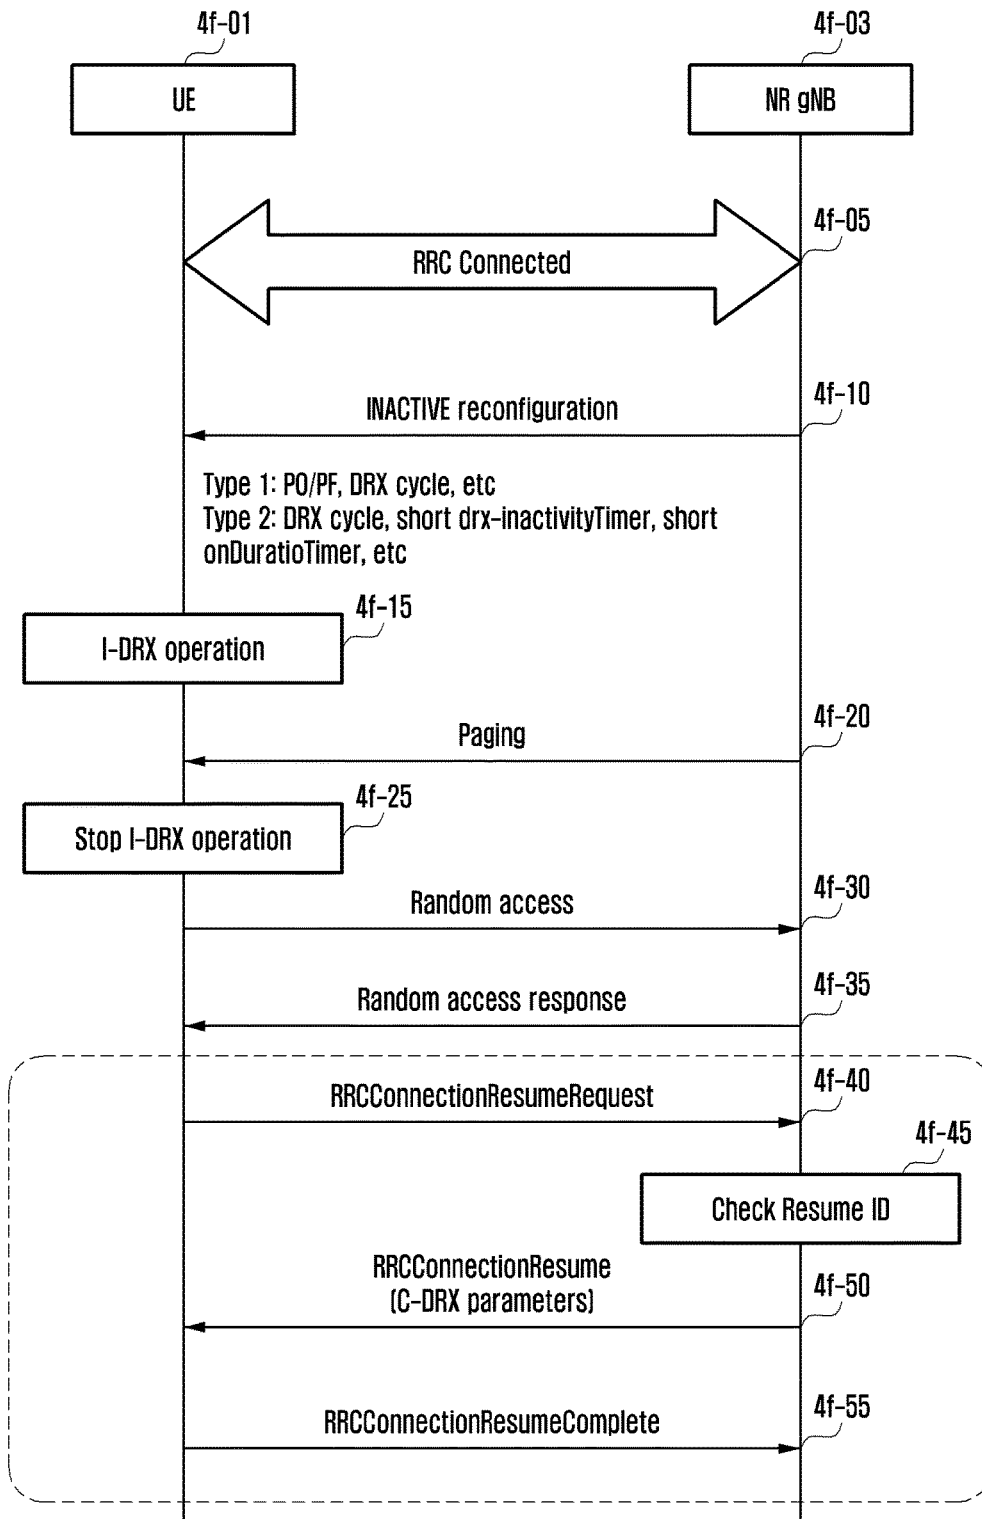 4f-01
4f-03
UE
NR gNB
4f-05
RRC Connected
4f-10
INACTIVE reconfiguration
Type 1: PO/PF, DRX cycle, etc
Type 2: DRX cycle, short drx-inactivityTimer, short
onDuratioTimer, etc
4f-15
I-DRX operation
4f-20
Paging
4f-25
Stop I-DRX operation
4f-30
Random access
4f-35
Random access response
4f-40
RRCConnectionResumeRequest
4f-45
Check Resume ID
RRCConnectionResume
(C-DRX parameters)
4f-50
4f-55
RRCConnectionResumeComplete